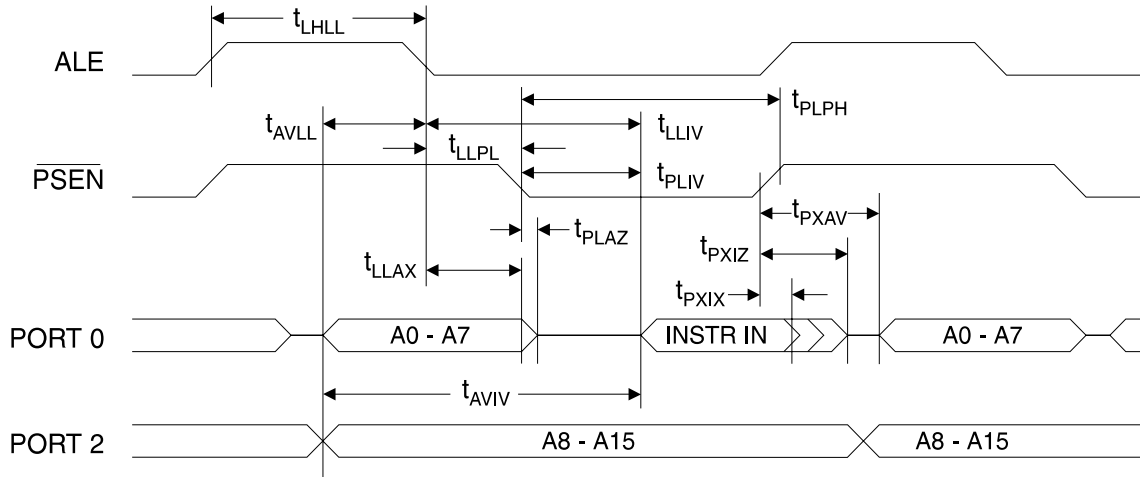 tLHLL
ALE
tPLPH
tAVLL
tLLIV
tLLPL
PSEN
tPLIV
tPXAV
tPLAZ
tPXIZ
tLLAX
tPXIX
PORT 0
A0 - A7
INSTR IN
A0 - A7
tAVIV
PORT 2
A8 - A15
A8 - A15